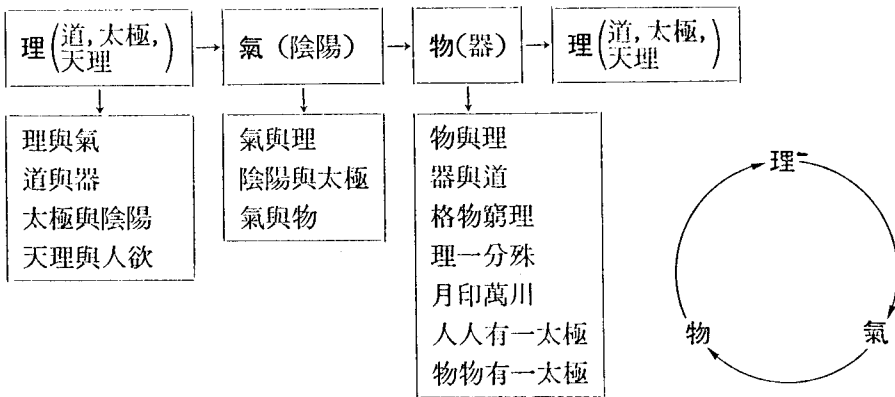 理(道,太極,天理) → 氣(陰陽) → 物(器) → 理(道,太極,天理)
理與氣
道與器
太極與陰陽
天理與人欲
氣與理
陰陽與太極
氣與物
物與理
器與道
格物窮理
理一分殊
月印萬川
人人有一太極
物物有一太極
理
物
氣